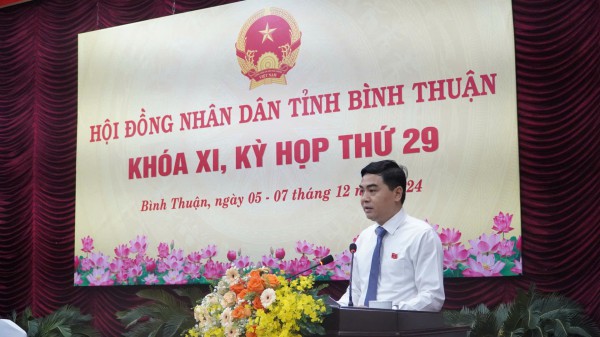 HỘI ĐỒNG NHÂN DÂN TỈNH BÌNH THUẬN
KHÓA XI, KỲ HỌP THỨ 29
Bình Thuận, ngày 05 - 07 tháng 12 24